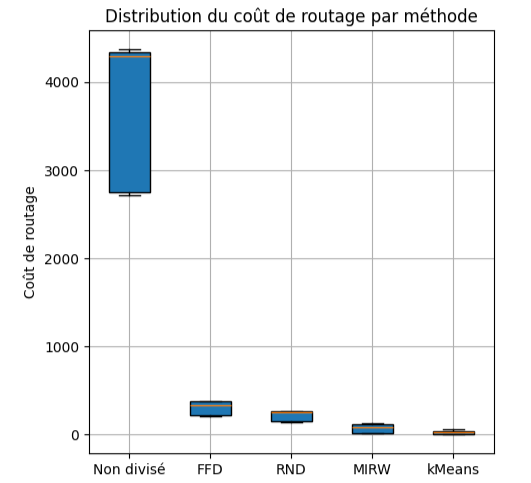 Distribution du coût de routage par méthode
Coût de routage
4000
3000
2000
1000
0
Non divisé FFD RND MIRW kMeans